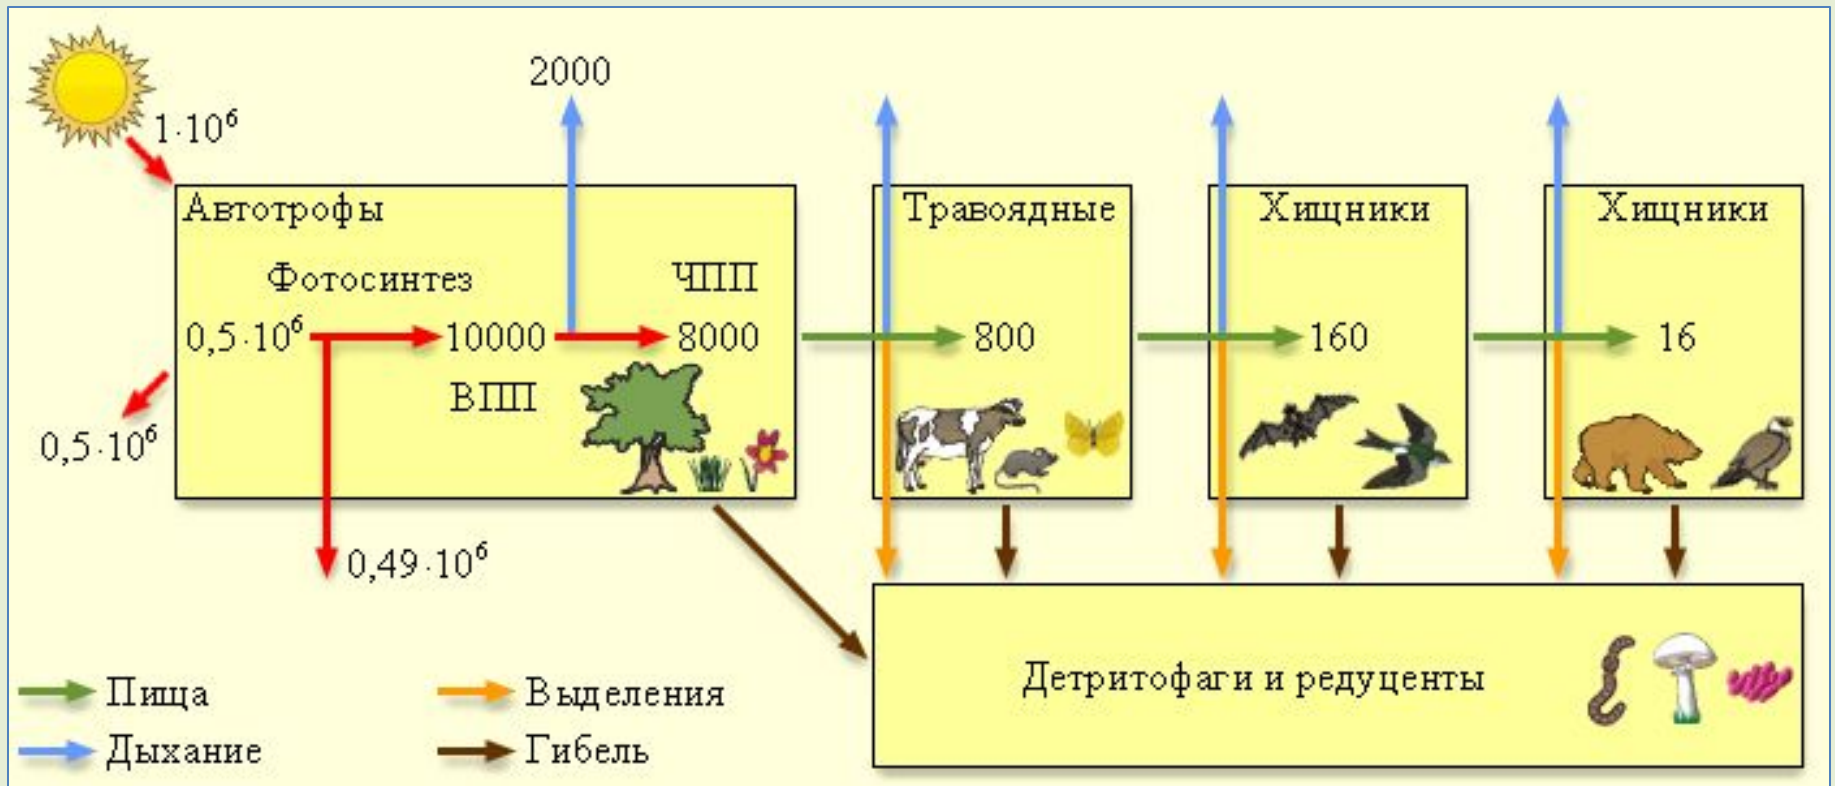 2000
1·10⁶
Автотрофы
Травоядные
Хищники
Хищники
Фотосинтез
ЧПП
0,5·10⁶
10000
8000
800
160
16
ВПП
0,5·10⁶
0,49·10⁶
Детритофаги и редуценты
Пища
Выделения
Дыхание
Гибель